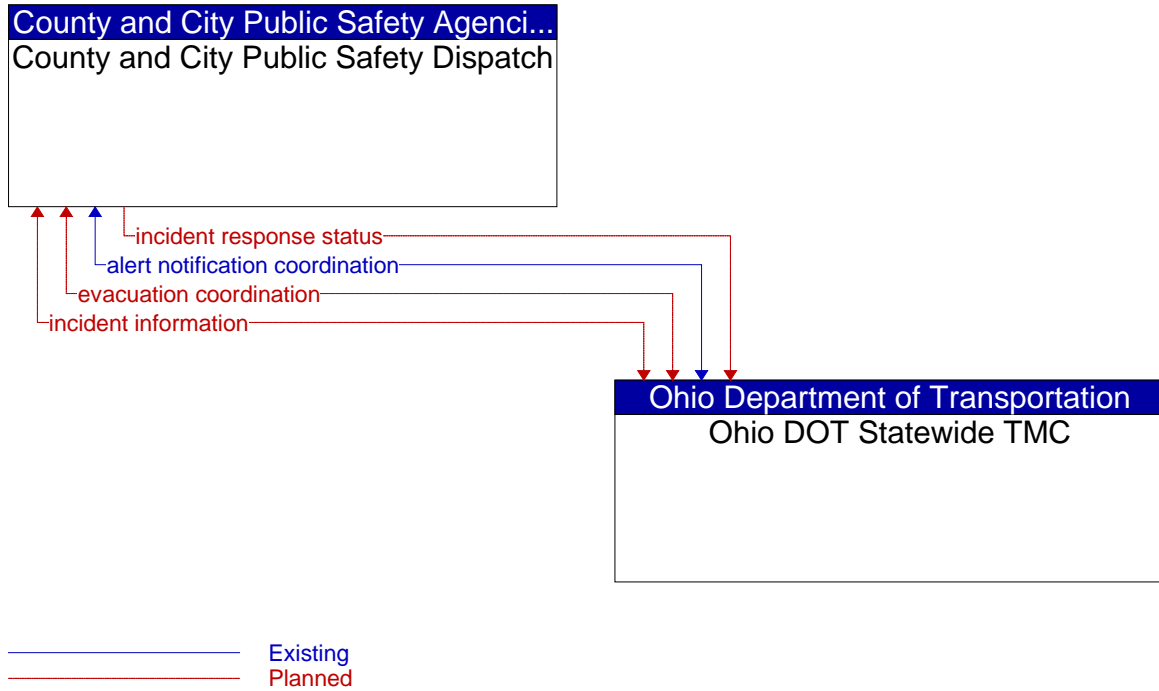 County and City Public Safety Agenci...
County and City Public Safety Dispatch
incident response status
alert notification coordination
evacuation coordination
incident information
Ohio Department of Transportation
Ohio DOT Statewide TMC
Existing
Planned